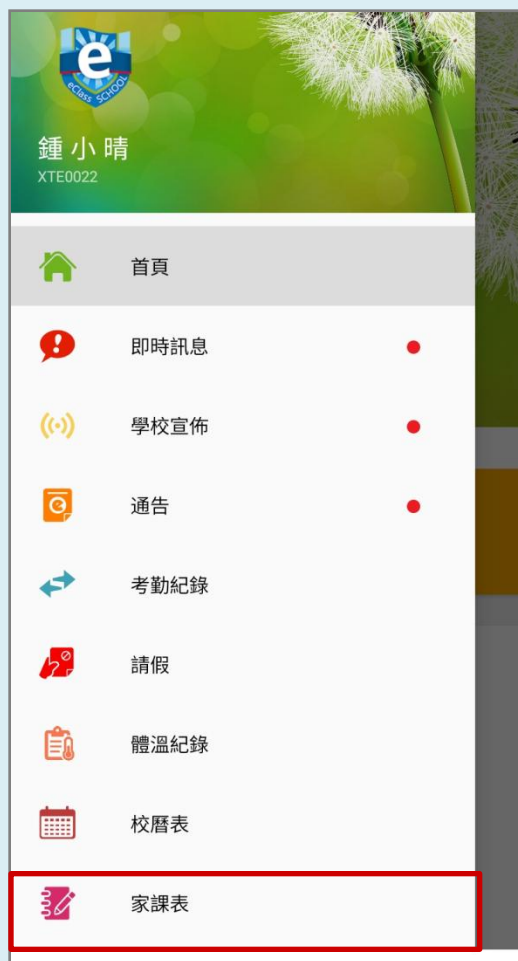 e
eClass SCHOOL
鍾小晴
XTE0022
首頁
即時訊息
學校宣佈
通告
考勤紀錄
請假
體溫紀錄
校曆表
家課表